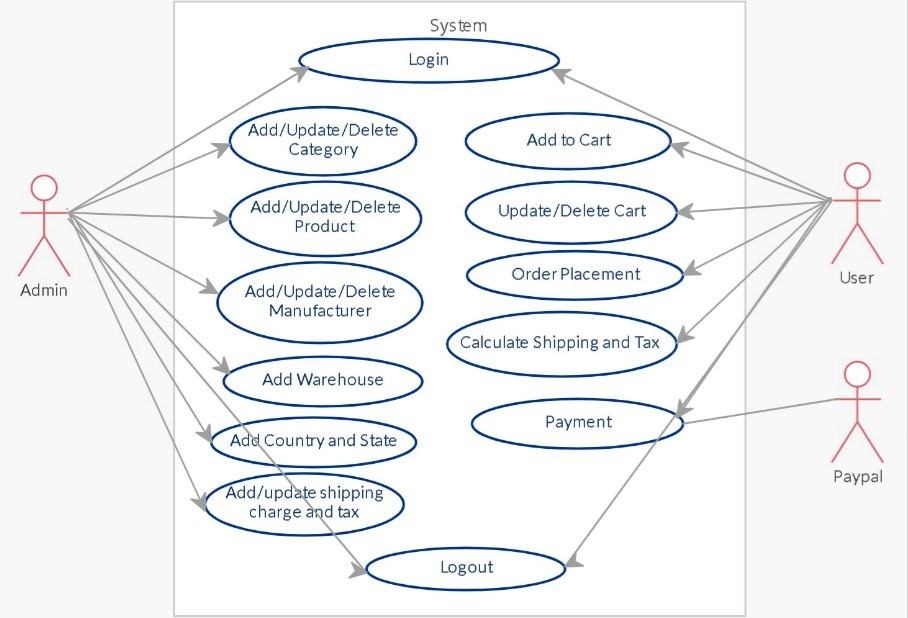 System
Login
Add/Update/Delete
Category
Add to Cart
Add/Update/Delete
Product
Update/Delete Cart
Admin
User
Order Placement
Add/Update/Delete
Manufacturer
Calculate Shipping and Tax
Add Warehouse
Payment
Add Country and State
Paypal
Add/update shipping
charge and tax
Logout